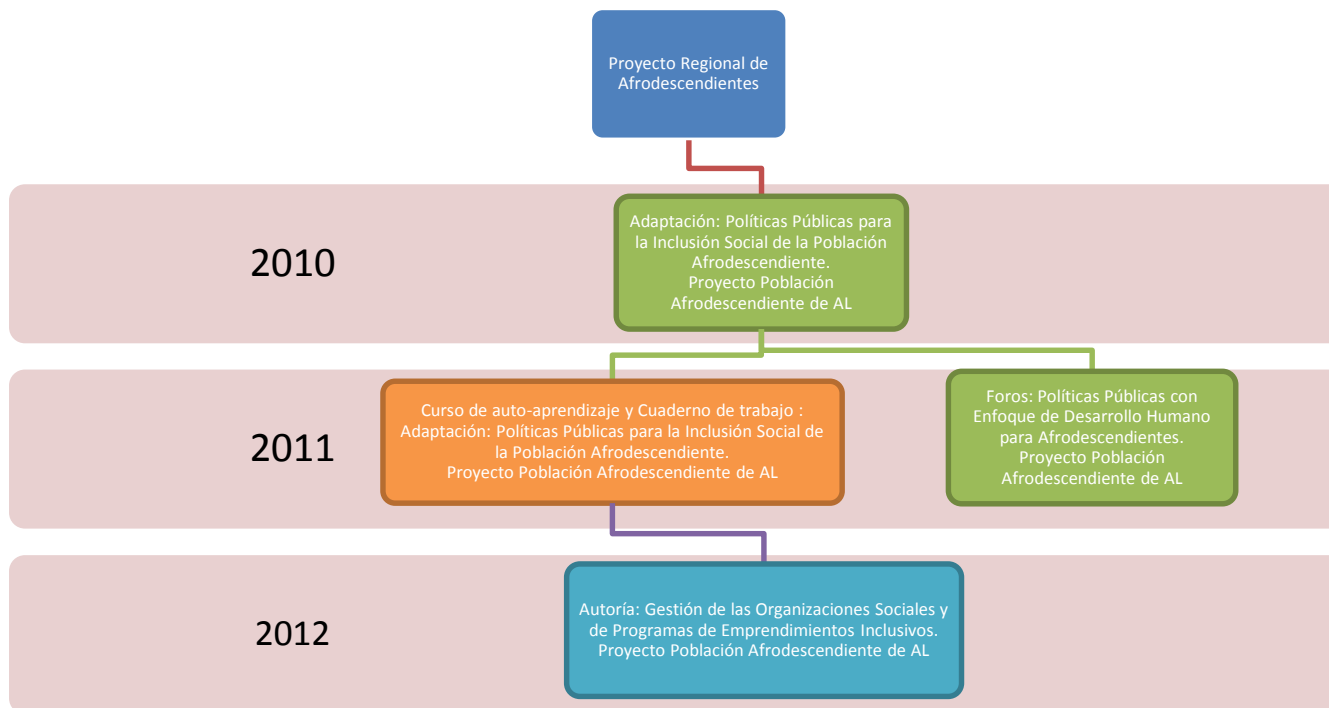 Proyecto Regional de
Afrodescendientes
2010
Adaptación: Políticas Públicas para
la Inclusión Social de la Población
Afrodescendiente.
Proyecto Población
Afrodescendiente de AL
2011
Curso de auto-aprendizaje y Cuaderno de trabajo :
Adaptación: Políticas Públicas para la Inclusión Social de
la Población Afrodescendiente.
Proyecto Población Afrodescendiente de AL
Foros: Políticas Públicas con
Enfoque de Desarrollo Humano
para Afrodescendientes.
Proyecto Población
Afrodescendiente de AL
2012
Autoría: Gestión de las Organizaciones Sociales y
de Programas de Emprendimientos Inclusivos.
Proyecto Población Afrodescendiente de AL